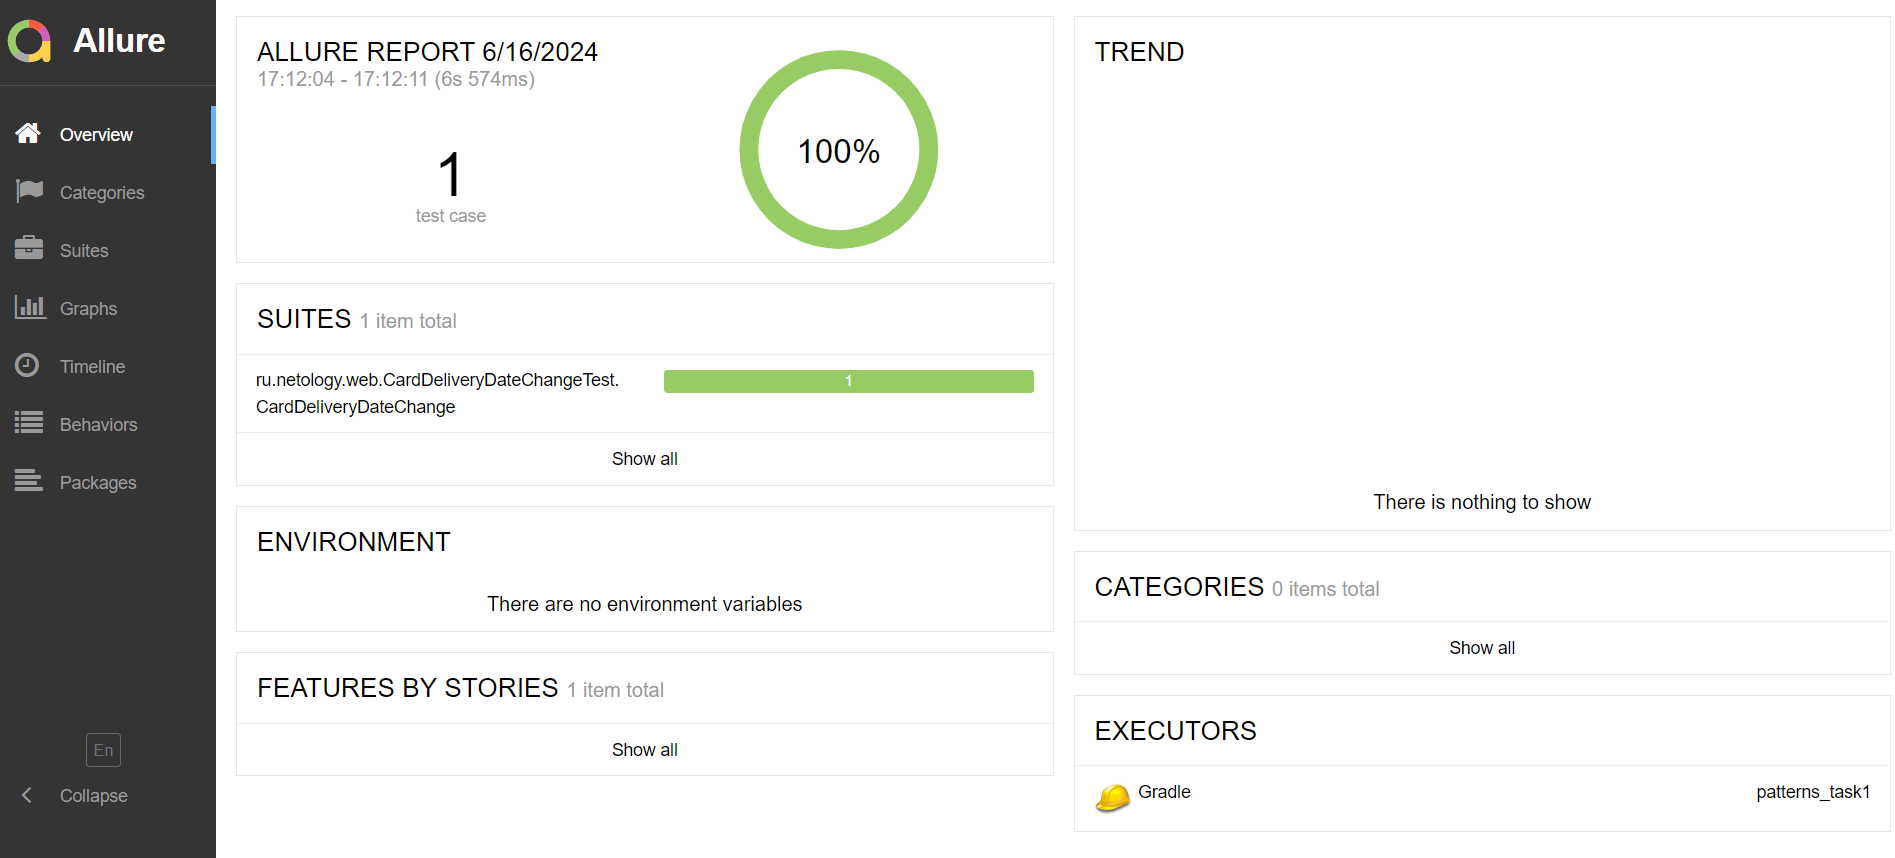 Allure
Overview
Categories
Suites
Graphs
Timeline
Behaviors
Packages
En
Collapse
ALLURE REPORT 6/16/2024
17:12:04 - 17:12:11 (6s 574ms)
1
test case
100%
SUITES 1 item total
ru.netology.web.CardDeliveryDateChangeTest.
CardDeliveryDateChange
1
Show all
ENVIRONMENT
There are no environment variables
FEATURES BY STORIES 1 item total
Show all
TREND
There is nothing to show
CATEGORIES 0 items total
Show all
EXECUTORS
Gradle patterns_task1